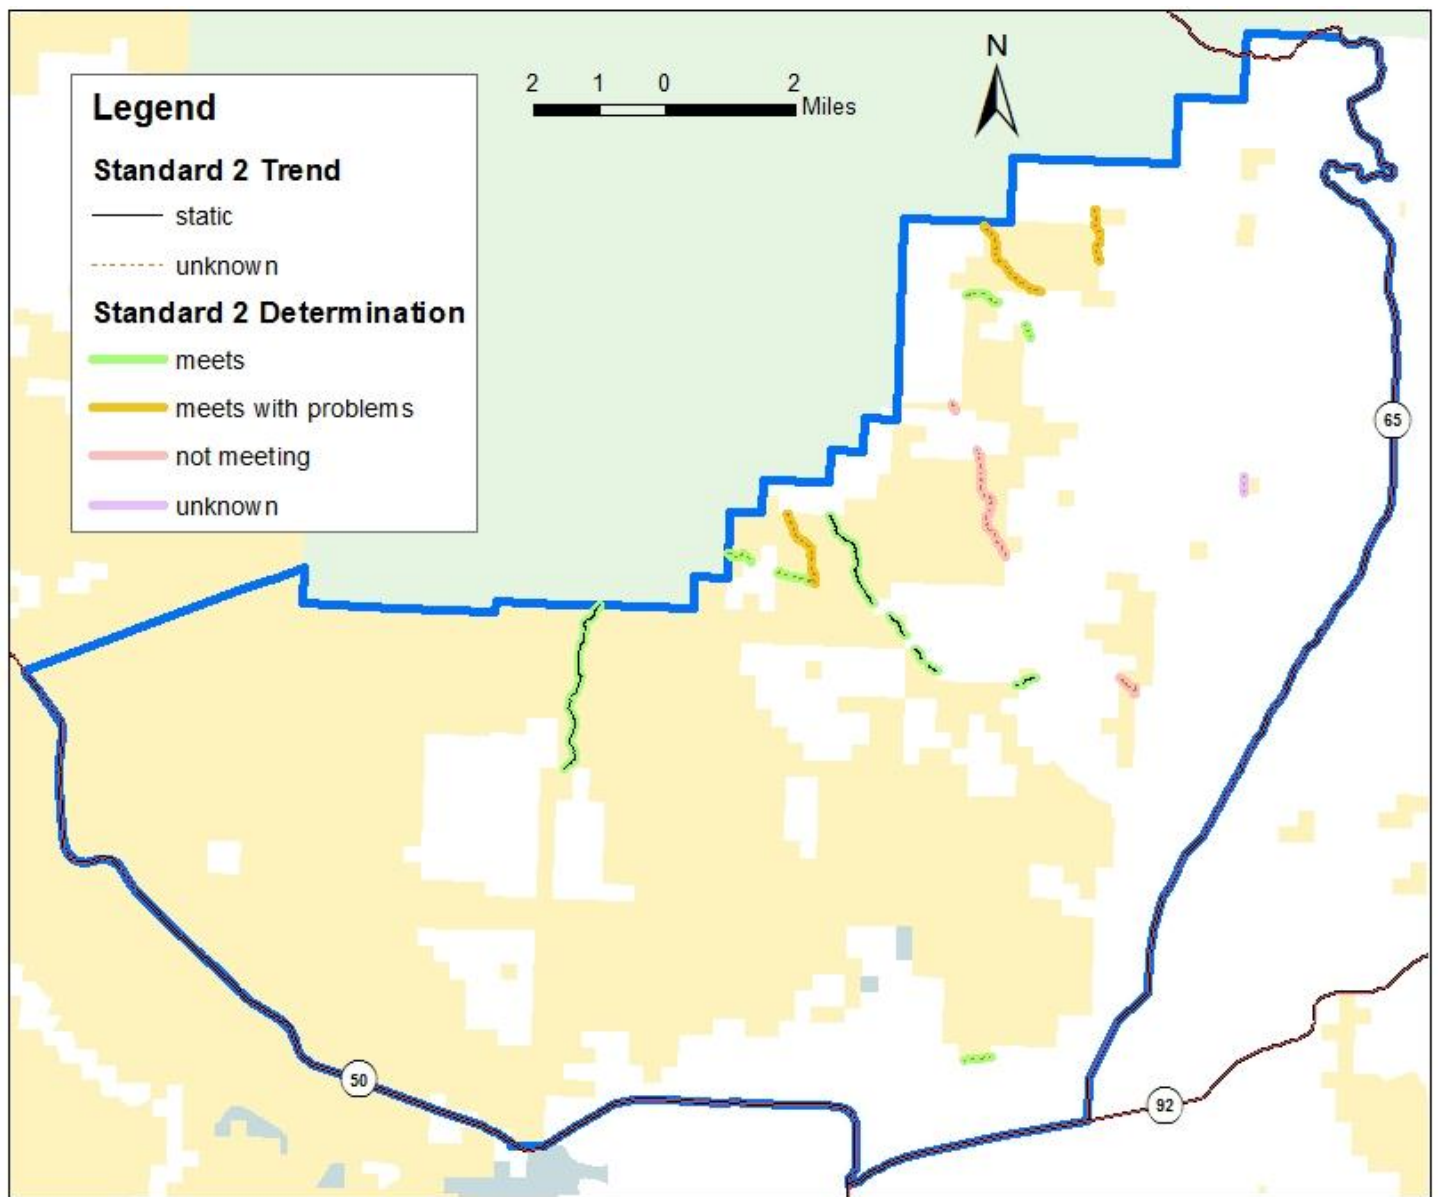 N
2 1 0 2
Miles
Legend
Standard 2 Trend
static
unknown
Standard 2 Determination
meets
meets with problems
not meeting
unknown
65
50
92